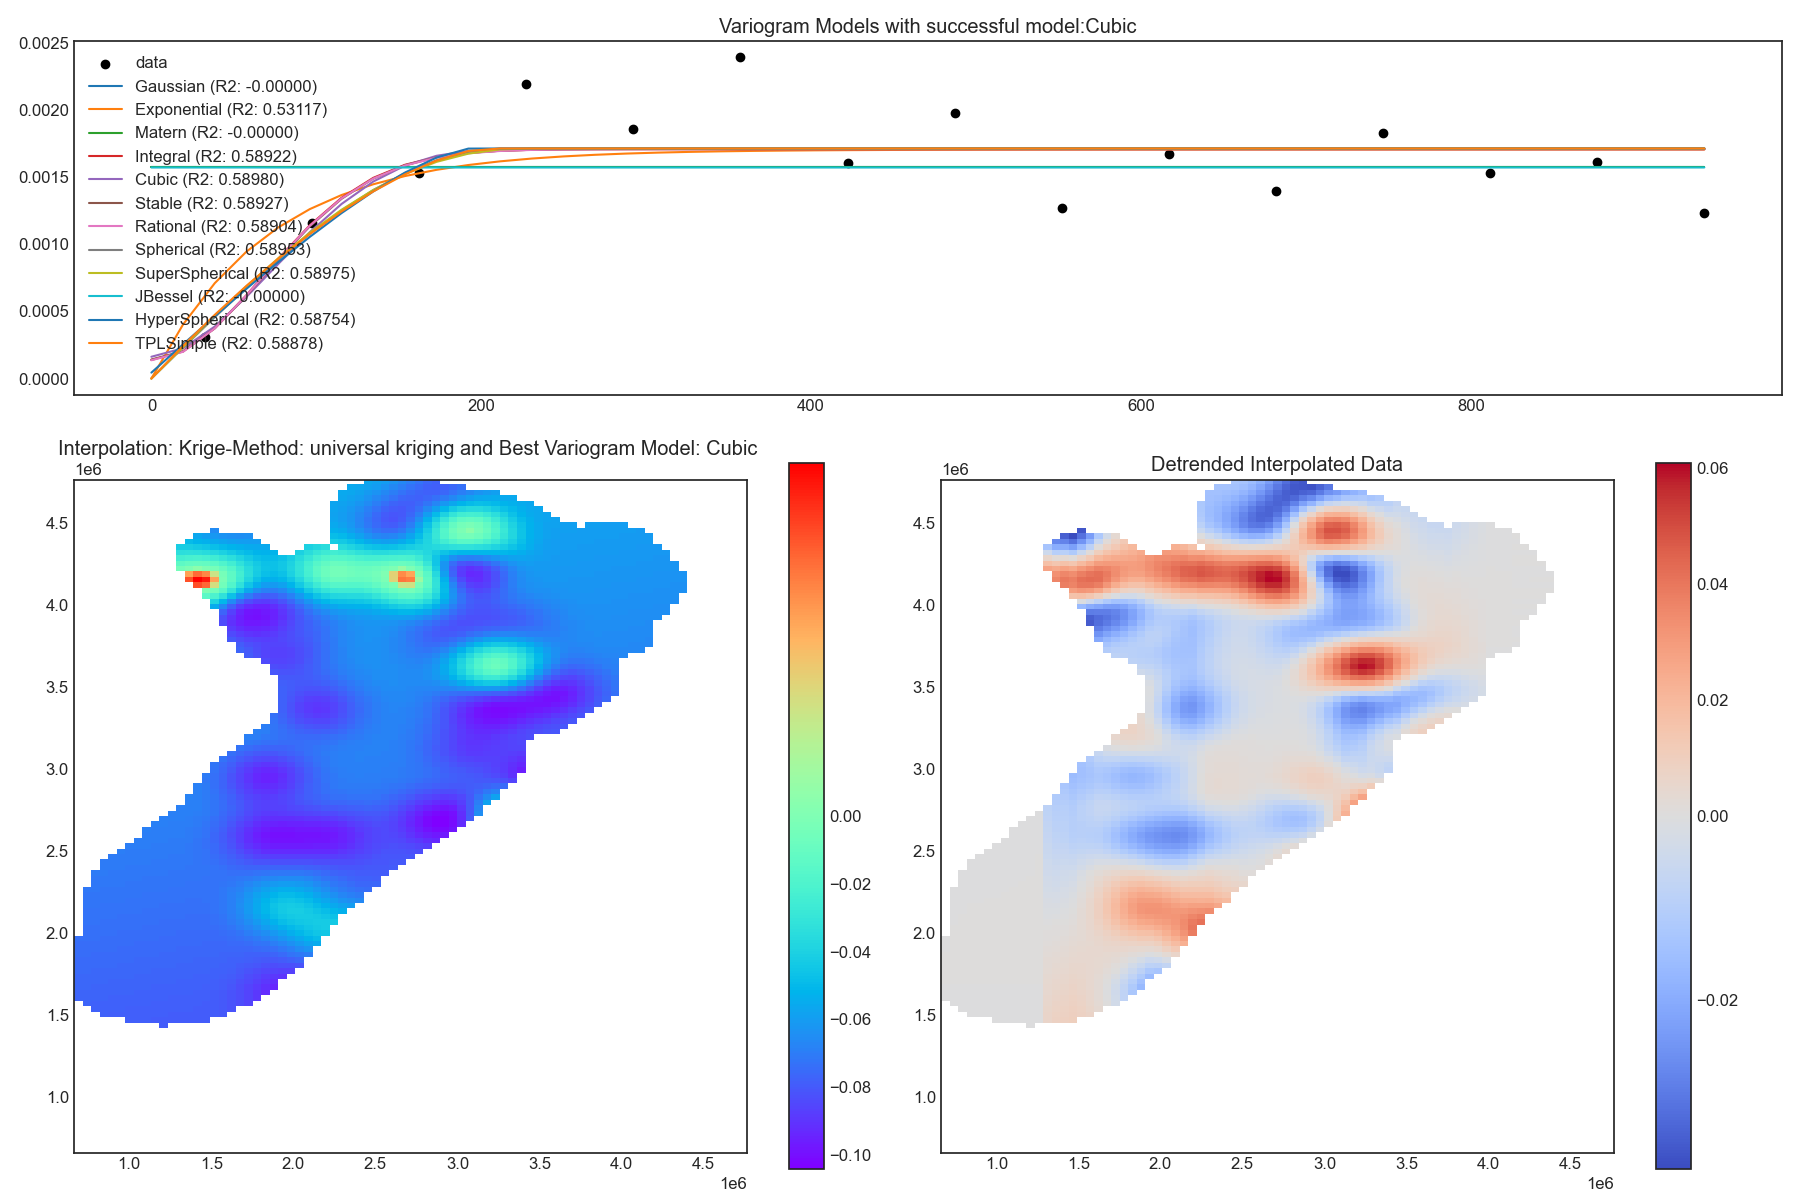 Variogram Models with successful model:Cubic
0.0025
0.0020
0.0015
0.0010
0.0005
0.0000
data
Gaussian (R2: -0.00000)
Exponential (R2: 0.53117)
Matern (R2: -0.00000)
Integral (R2: 0.58922)
Cubic (R2: 0.58980)
Stable (R2: 0.58927)
Rational (R2: 0.58904)
Spherical (R2: 0.58953)
SuperSpherical (R2: 0.58975)
JBessel (R2: -0.00000)
HyperSpherical (R2: 0.58754)
TPLSimple (R2: 0.58878)
0 200 400 600 800
Interpolation: Krige-Method: universal kriging and Best Variogram Model: Cubic
1e6
4.5
4.0
3.5
3.0
2.5
2.0
1.5
1.0
1.0 1.5 2.0 2.5 3.0 3.5 4.0 4.5
1e6
0.00
−0.02
−0.04
−0.06
−0.08
−0.10
Detrended Interpolated Data
1e6
4.5
4.0
3.5
3.0
2.5
2.0
1.5
1.0
1.0 1.5 2.0 2.5 3.0 3.5 4.0 4.5
1e6
0.06
0.04
0.02
0.00
−0.02